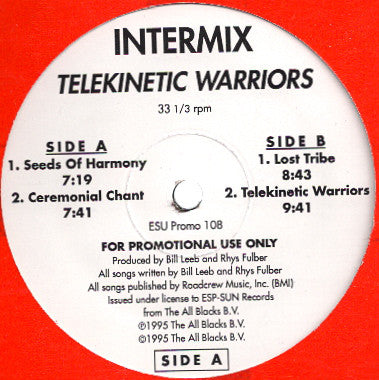 INTERMIX
TELEKINETIC WARRIORS
33 1/3 rpm
SIDE A
1. Seeds Of Harmony
7:19
2. Ceremonial Chant
7:41
SIDE B
1. Lost Tribe
8:43
2. Telekinetic Warriors
9:41
ESU Promo 108
FOR PROMOTIONAL USE ONLY
Produced by Bill Leeb and Rhys Fulber
All songs written by Bill Leeb and Rhys Fulber
All songs published by Roadcrew Music, Inc. (BMI)
Issued under license to ESP-SUN Records
from The All Blacks B.V.
℗1995 The All Blacks B.V.
©1995 The All Blacks B.V.
SIDE A